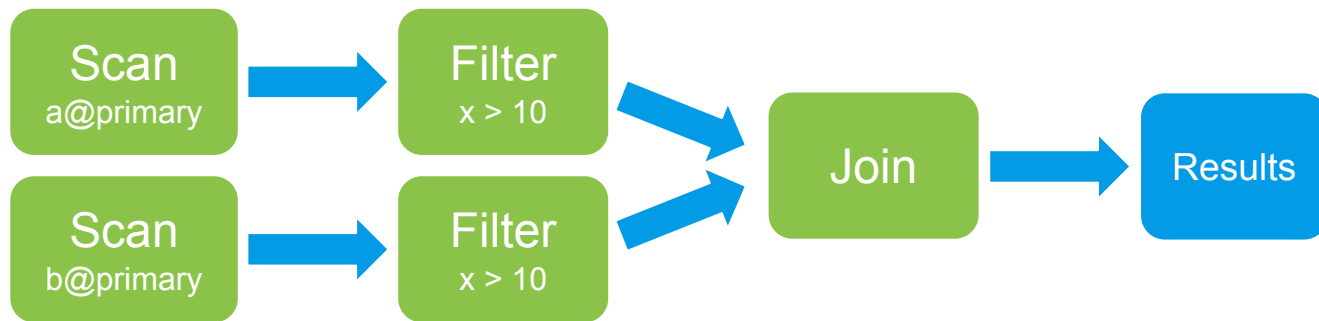 Scan
a@primary
Filter
x > 10
Scan
b@primary
Filter
x > 10
Join
Results